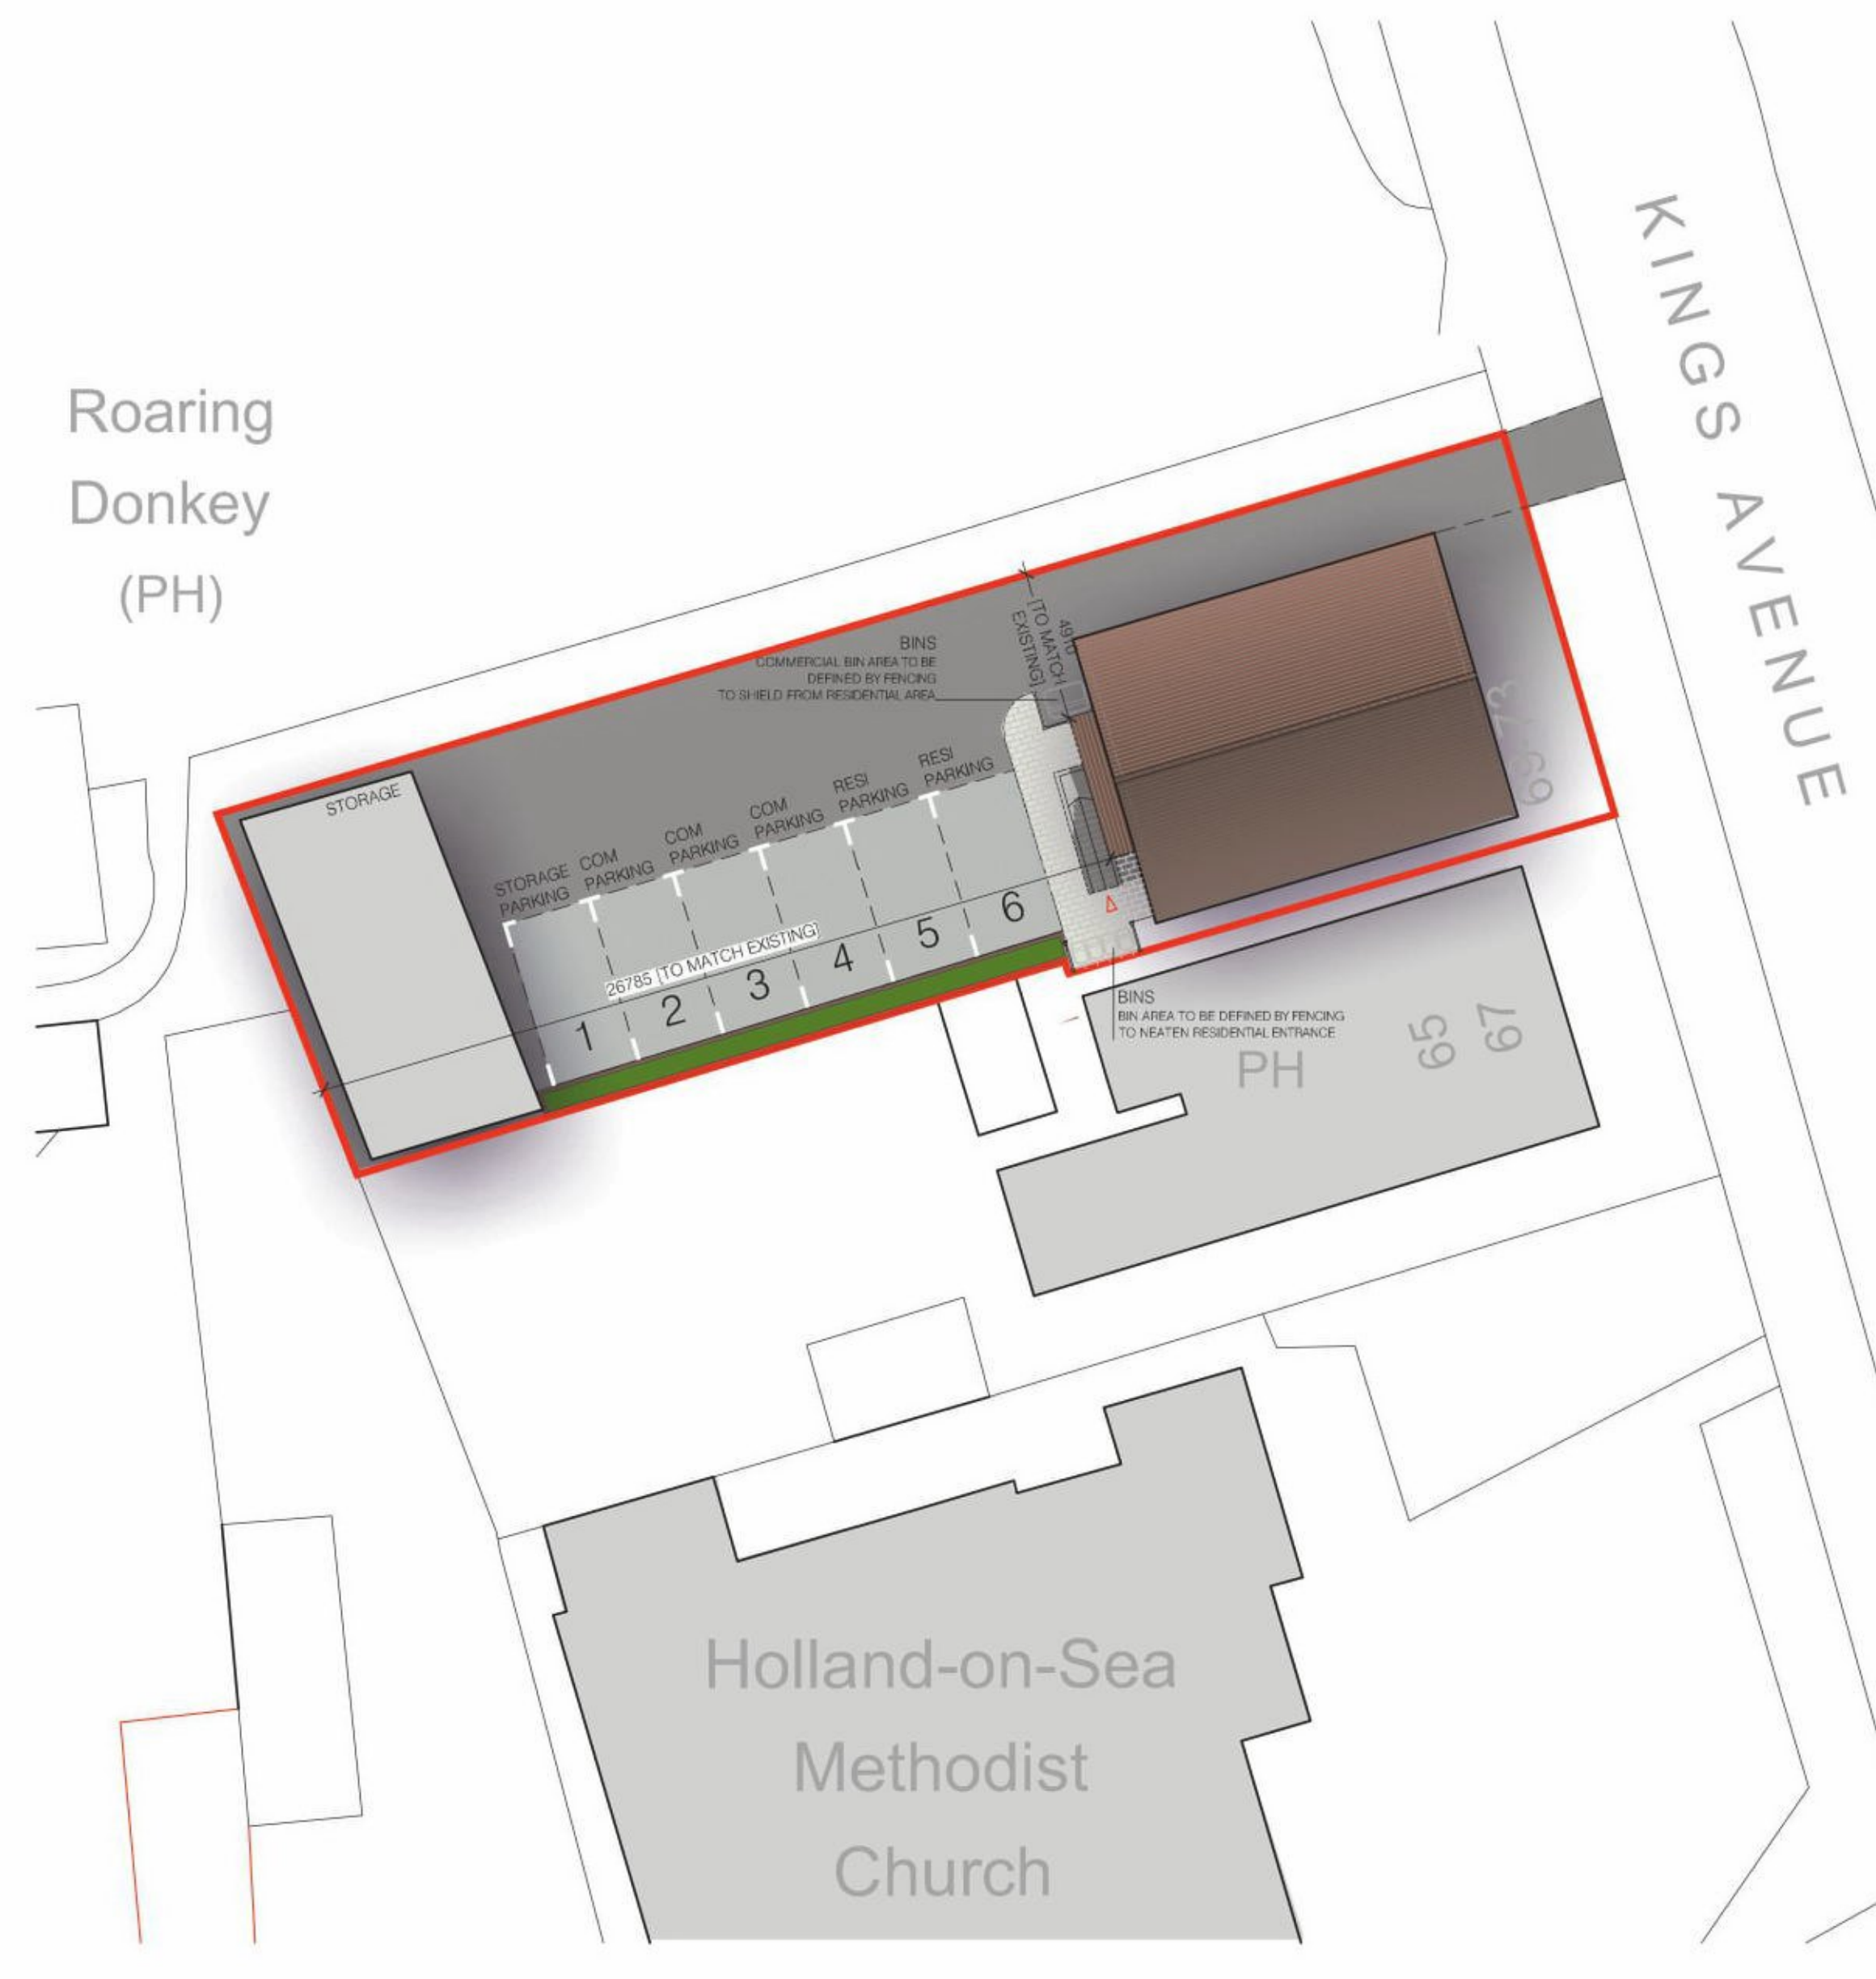 KINGS AVENUE
Roaring
Donkey
(PH)
BINS
COMMERCIAL BIN AREA TO BE
DEFINED BY FENCING
TO SHIELD FROM RESIDENTIAL AREA
[TO MATCH
EXISTING]
STORAGE
STORAGE
PARKING
COM
PARKING
COM
PARKING
COM
PARKING
RESI
PARKING
RESI
PARKING
26785 [TO MATCH EXISTING]
1
2
3
4
5
6
BINS
BIN AREA TO BE DEFINED BY FENCING
TO NEATEN RESIDENTIAL ENTRANCE
PH
65
67
Holland-on-Sea
Methodist
Church